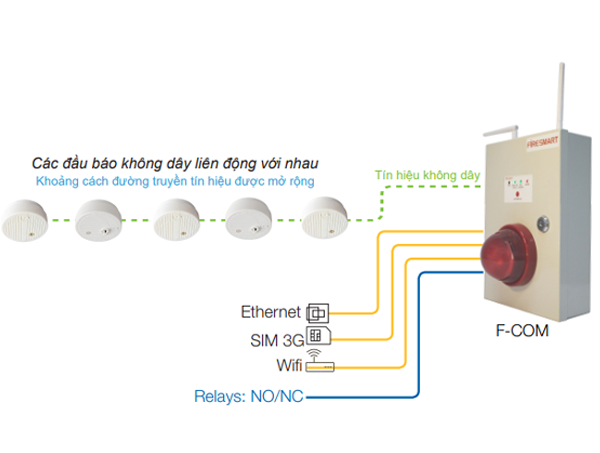 FIRESMART
Các đầu báo không dây liên động với nhau
Khoảng cách đường truyền tín hiệu được mở rộng
Tín hiệu không dây
Ethernet
SIM 3G
Wifi
Relays: NO/NC
F-COM